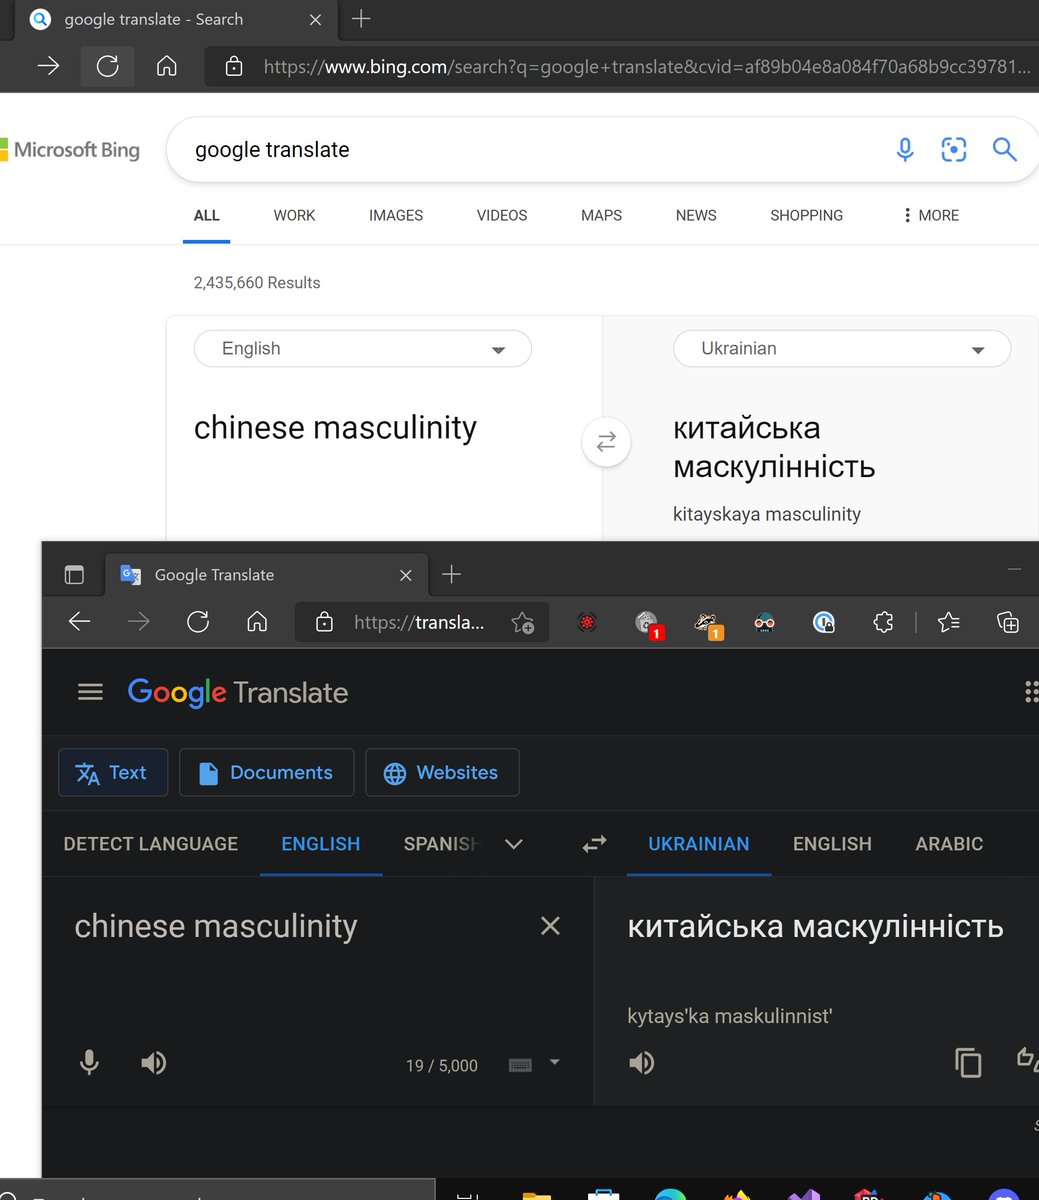 google translate - Search
https://www.bing.com/search?q=google+translate&cvid=af89b04e8a084f70a68b9cc39781...
Microsoft Bing
google translate
ALL WORK IMAGES VIDEOS MAPS NEWS SHOPPING MORE
2,435,660 Results
English Ukrainian
chinese masculinity
китайська
маскулінність
kitayskaya masculinity
Google Translate
https://transla...
1 1
Google Translate
Text Documents Websites
DETECT LANGUAGE ENGLISH SPANISH UKRAINIAN ENGLISH ARABIC
chinese masculinity
китайська маскулінність
kytaysʹka maskulinnistʹ
19 / 5,000